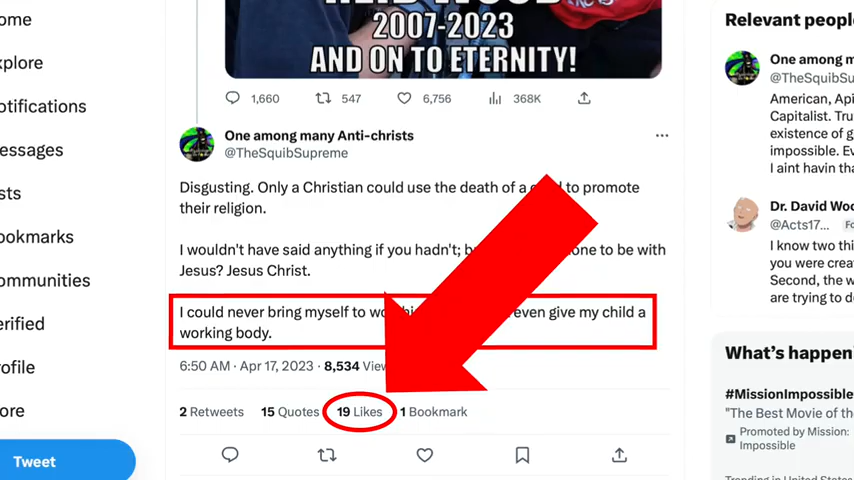 2007-2023
AND ON TO ETERNITY!
1,660 547 6,756 368K
One among many Anti-christs
@TheSquibSupreme
Disgusting. Only a Christian could use the death of a to promote
their religion.
I wouldn't have said anything if you hadn't; one to be with
Jesus? Jesus Christ.
I could never bring myself to even give my child a
working body.
6:50 AM · Apr 17, 2023 · 8,534
2 Retweets 15 Quotes 19 Likes 1 Bookmark
ome
xplore
otifications
essages
sts
ookmarks
ommunities
erified
rofile
ore
Tweet
Relevant people
One among m
@TheSquibSu
American, Api
Capitalist. Tru
existence of g
impossible. Ev
I aint havin tha
Dr. David Woo
@Acts17... Fo
I know two thi
you were crea
Second, the w
are trying to d
What's happen
#MissionImpossible
"The Best Movie of the
Promoted by Mission:
Impossible
Trending in United States